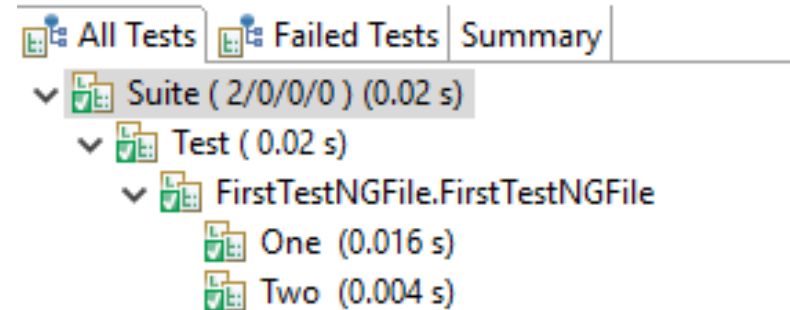 All Tests Failed Tests Summary
Suite ( 2/0/0/0 ) (0.02 s)
Test ( 0.02 s)
FirstTestNGFile.FirstTestNGFile
One (0.016 s)
Two (0.004 s)